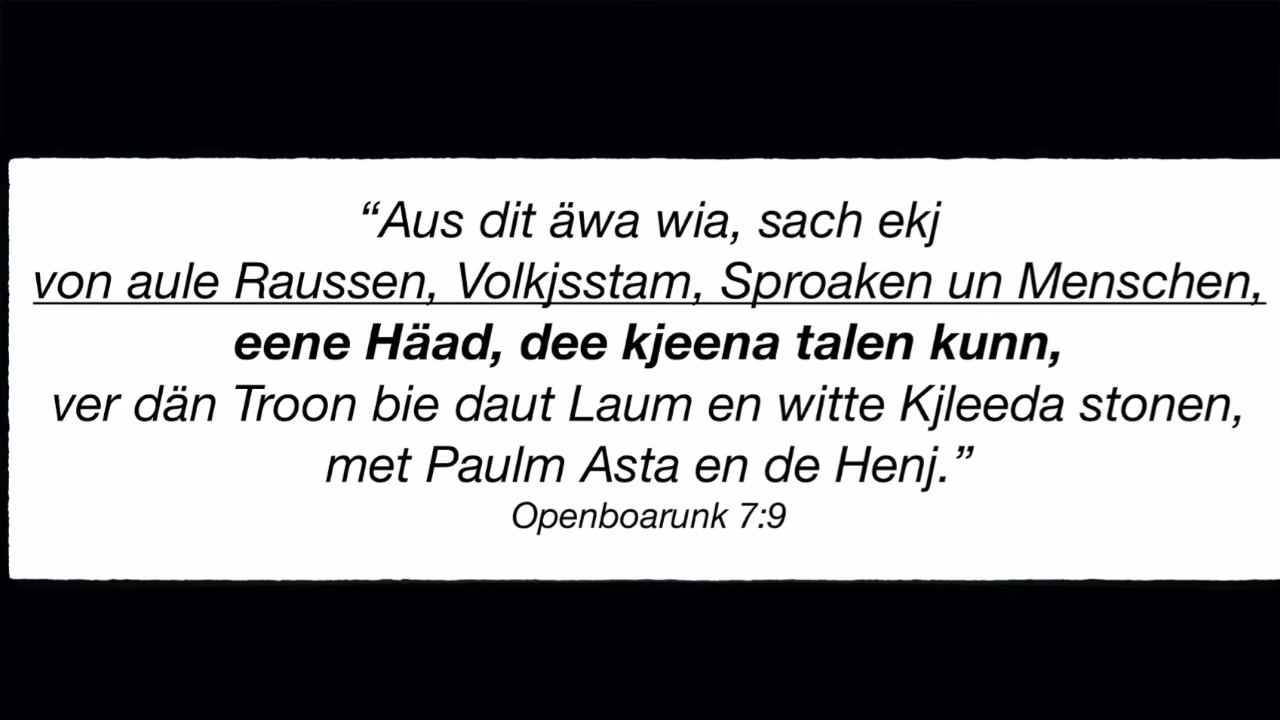 “Aus dit äwa wia, sach ekj
von aule Raussen, Volkjsstam, Sproaken un Menschen,
eene Häad, dee kjeena talen kunn,
ver dän Troon bie daut Laum en witte Kjleeda stonen,
met Paulm Asta en de Henj.”
Openboarunk 7:9